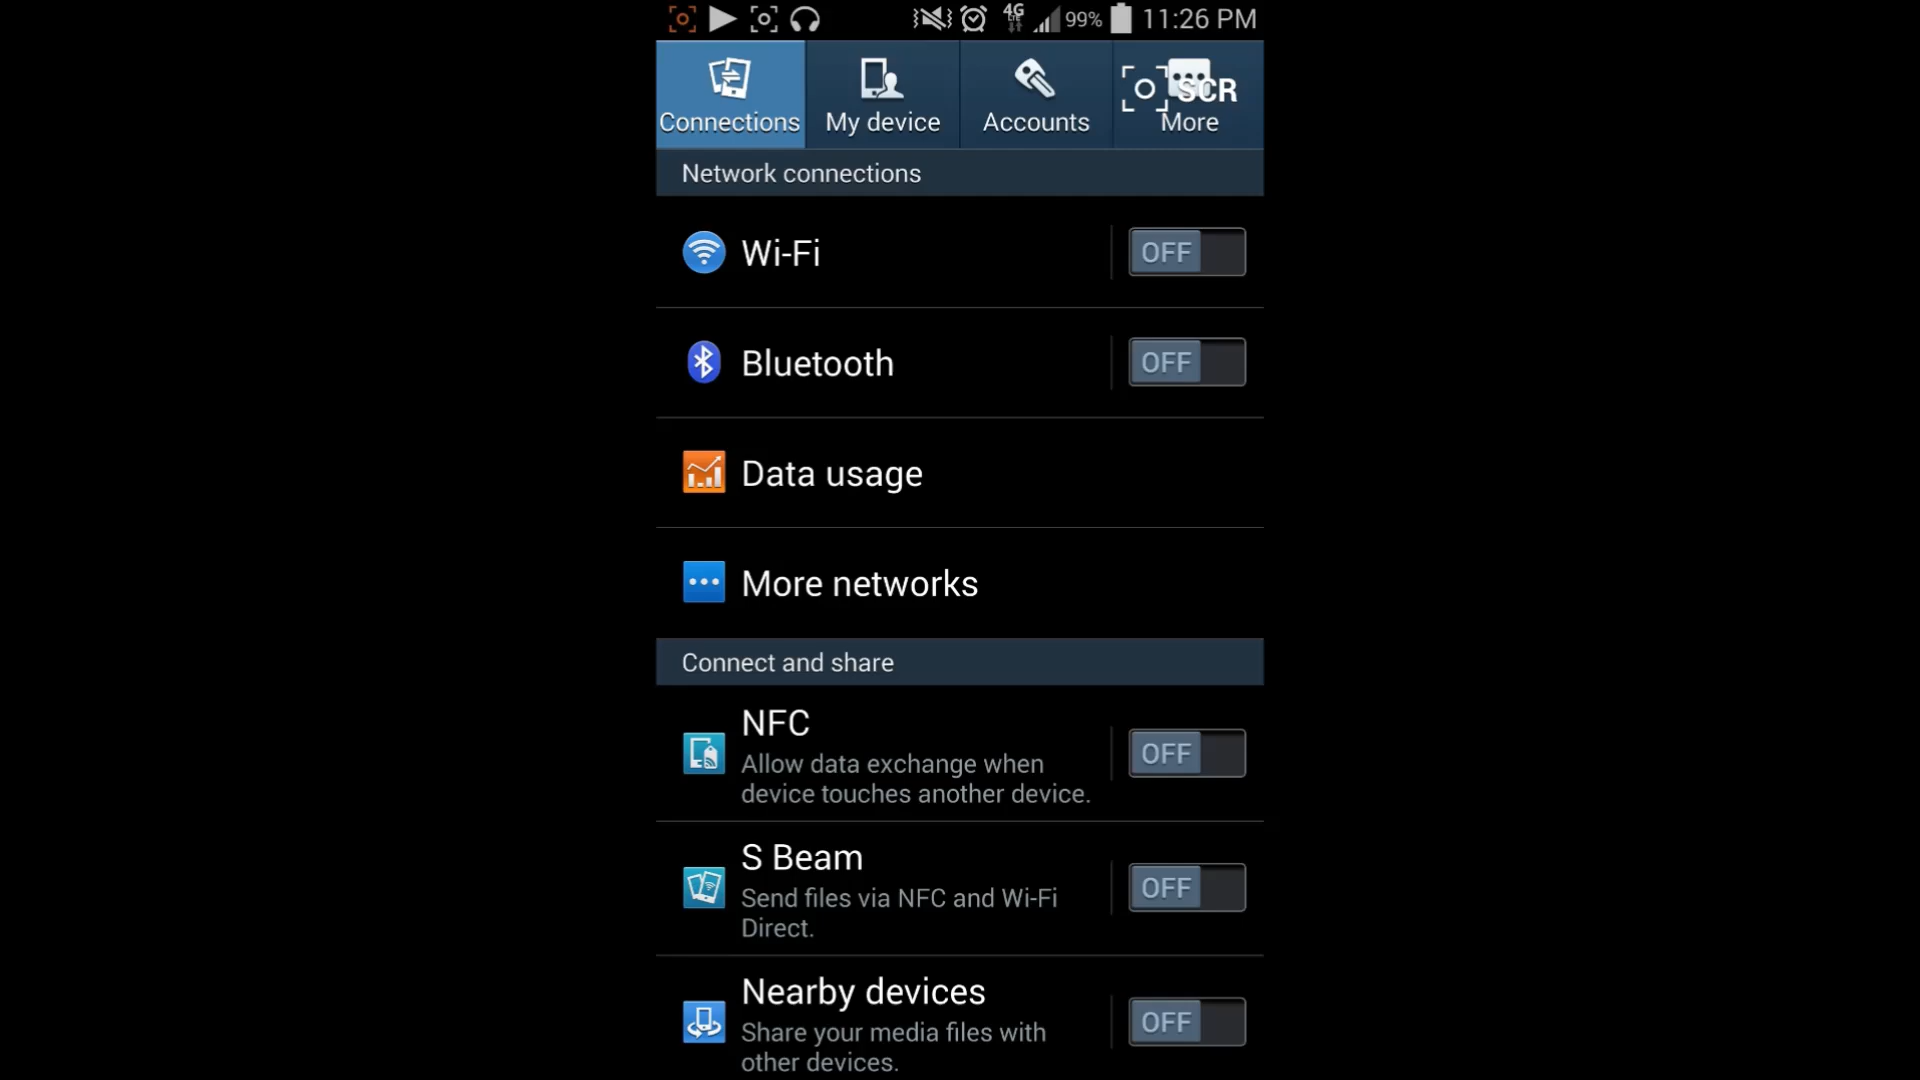 4G LTE 99% 11:26 PM
Connections My device Accounts More
SCR
Network connections
Wi-Fi OFF
Bluetooth OFF
Data usage
More networks
Connect and share
NFC
Allow data exchange when
device touches another device.
OFF
S Beam
Send files via NFC and Wi-Fi
Direct.
OFF
Nearby devices
Share your media files with
other devices.
OFF